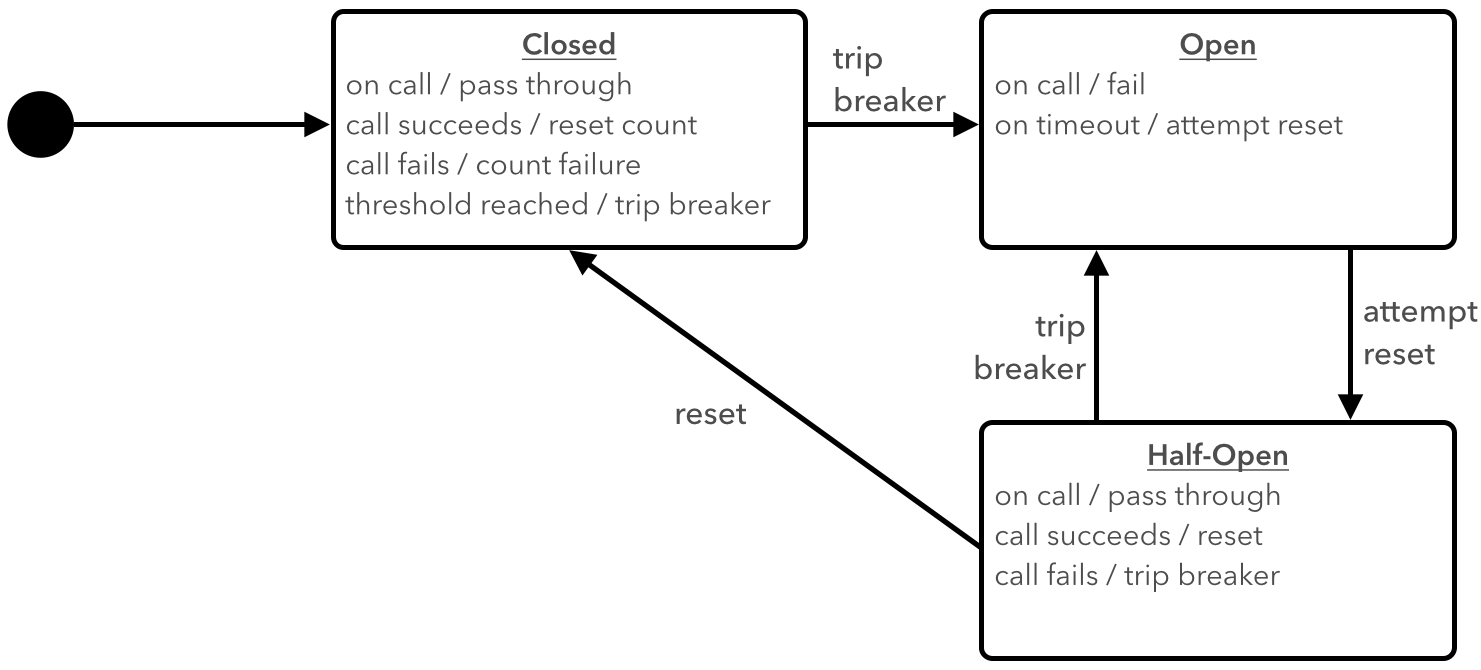 Closed
on call / pass through
call succeeds / reset count
call fails / count failure
threshold reached / trip breaker
trip
breaker
Open
on call / fail
on timeout / attempt reset
trip
breaker
attempt
reset
reset
Half-Open
on call / pass through
call succeeds / reset
call fails / trip breaker